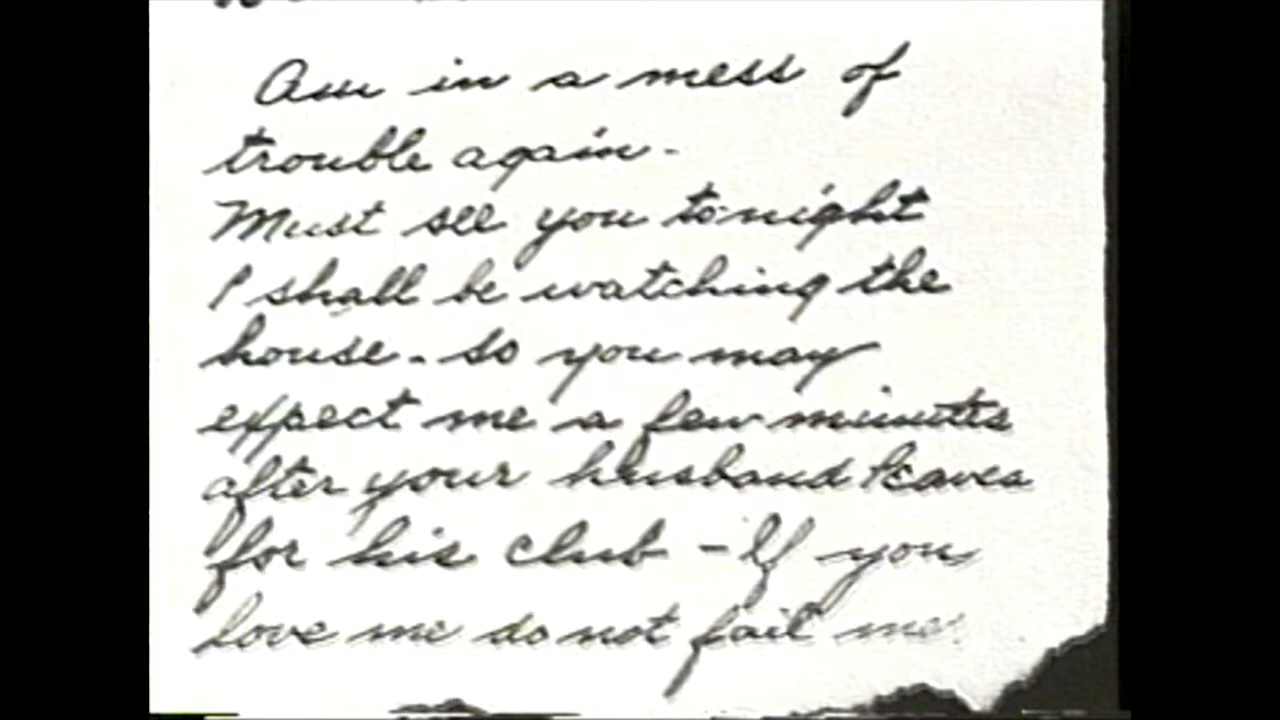 Am in a mess of
trouble again -
Must see you tonight
I shall be watching the
house - so you may
expect me a few minutes
after your husband leaves
for his club - If you
love me do not fail me.